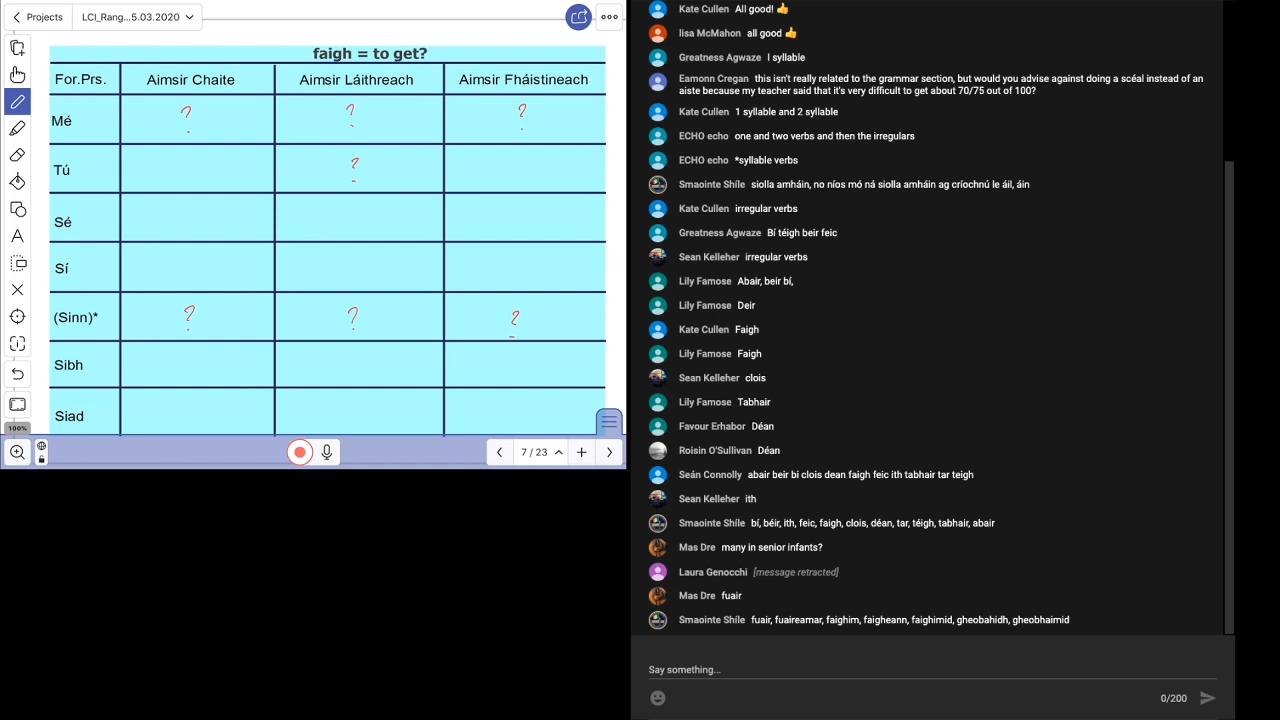 Projects
LCI_Rang...5.03.2020
faigh = to get?
For.Prs. Aimsir Chaite Aimsir Láithreach Aimsir Fháistineach
Mé ? ? ?
Tú ?
Sé
Sí
(Sinn)* ? ? ?
Sibh
Siad
100%
7 / 23
Kate Cullen All good! 👍
lisa McMahon all good 👍
Greatness Agwaze I syllable
Eamonn Cregan this isn't really related to the grammar section, but would you advise against doing a scéal instead of an
aiste because my teacher said that it's very difficult to get about 70/75 out of 100?
Kate Cullen 1 syllable and 2 syllable
ECHO echo one and two verbs and then the irregulars
ECHO echo *syllable verbs
Smaointe Shíle siolla amháin, no níos mó ná siolla amháin ag críochnú le áil, áin
Kate Cullen irregular verbs
Greatness Agwaze Bí téigh beir feic
Sean Kelleher irregular verbs
Lily Famose Abair, beir bí,
Lily Famose Deir
Kate Cullen Faigh
Lily Famose Faigh
Sean Kelleher clois
Lily Famose Tabhair
Favour Erhabor Déan
Roisin O'Sullivan Déan
Seán Connolly abair beir bi clois dean faigh feic ith tabhair tar teigh
Sean Kelleher ith
Smaointe Shíle bí, béir, ith, feic, faigh, clois, déan, tar, téigh, tabhair, abair
Mas Dre many in senior infants?
Laura Genocchi [message retracted]
Mas Dre fuair
Smaointe Shíle fuair, fuaireamar, faighim, faigheann, faighimid, gheobahidh, gheobhaimid
Say something...
0/200